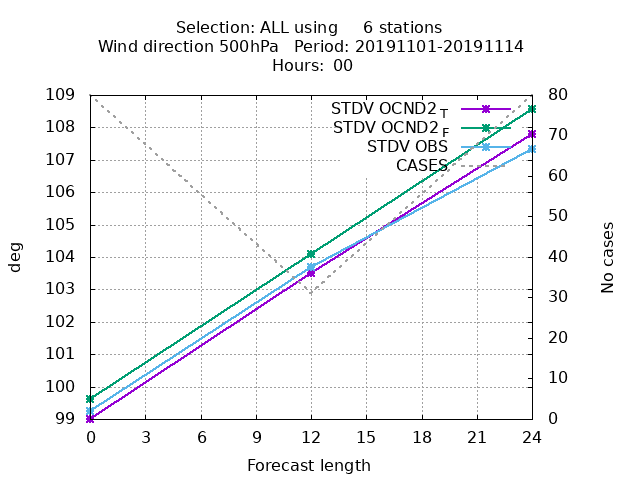 Selection: ALL using     6 stations
Wind direction 500hPa   Period: 20191101-20191114
Hours:  00
STDV OCND2 T
STDV OCND2 F
STDV OBS
CASES
109
108
107
106
105
104
103
102
101
100
99
80
70
60
50
40
30
20
10
0
deg
No cases
0 3 6 9 12 15 18 21 24
Forecast length